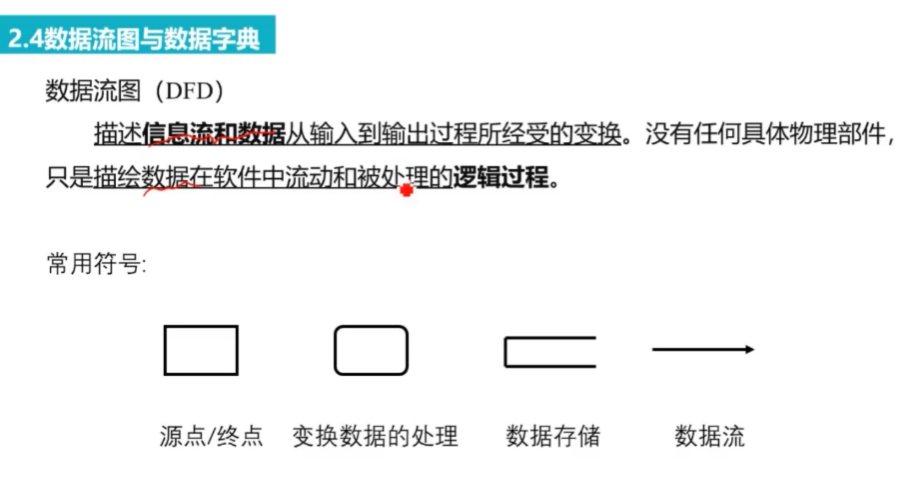 2.4数据流图与数据字典
数据流图（DFD）
描述信息流和数据从输入到输出过程所经受的变换。没有任何具体物理部件，
只是描绘数据在软件中流动和被处理的逻辑过程。
常用符号:
源点/终点 变换数据的处理 数据存储 数据流